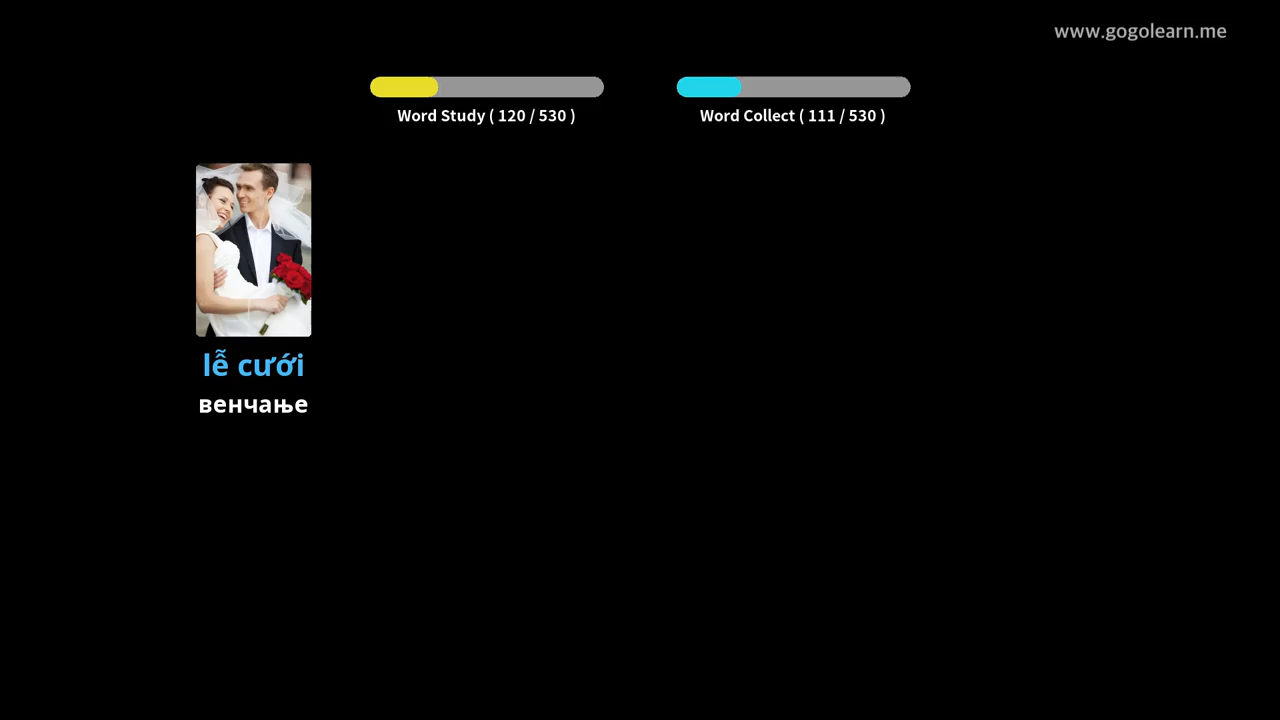 www.gogolearn.me
Word Study ( 120 / 530 )
Word Collect ( 111 / 530 )
lễ cưới
венчање